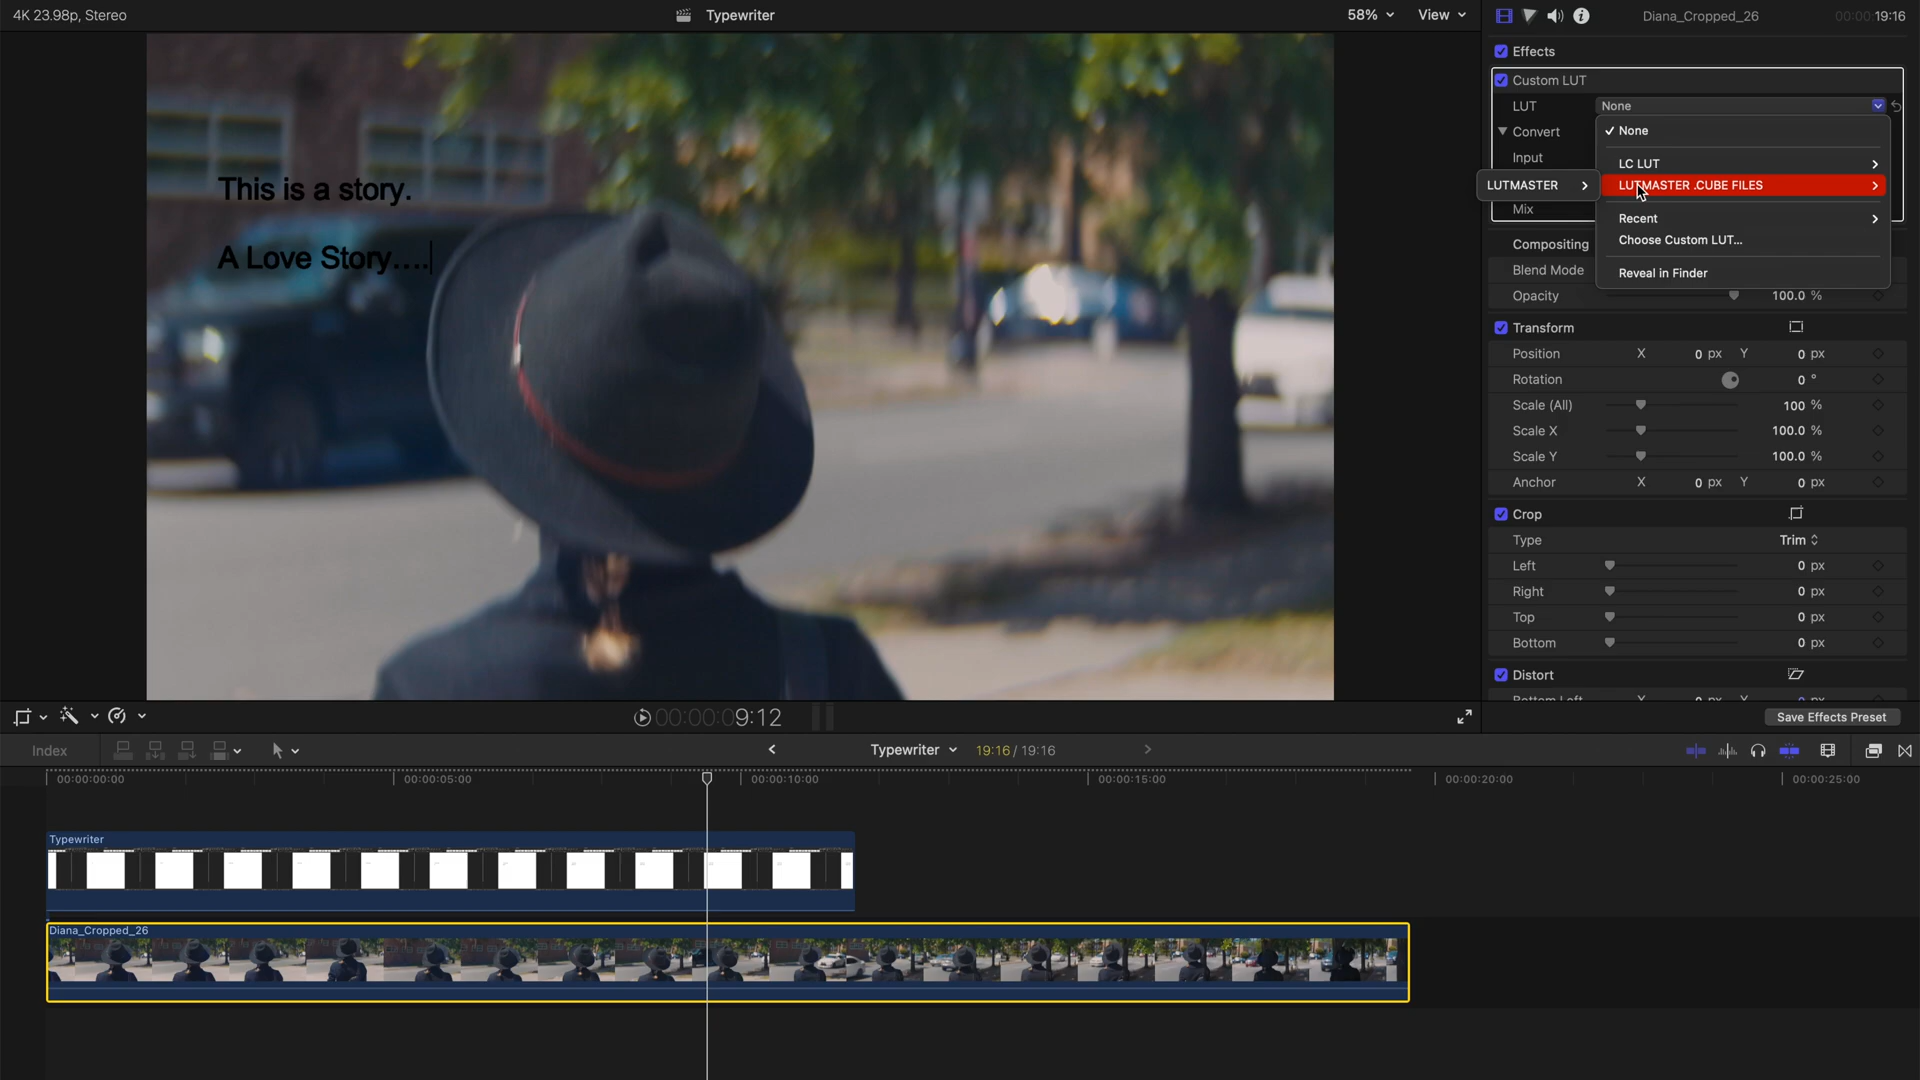 4K 23.98p, Stereo
Typewriter
58%
View
Diana_Cropped_26
00:00:19:16
Effects
Custom LUT
LUT
None
Convert
None
Input
LC LUT
LUTMASTER
LUTMASTER .CUBE FILES
Mix
Recent
Choose Custom LUT...
Compositing
Blend Mode
Reveal in Finder
Opacity 100.0 %
Transform
Position X 0 px Y 0 px
Rotation 0 °
Scale (All) 100 %
Scale X 100.0 %
Scale Y 100.0 %
Anchor X 0 px Y 0 px
Crop
Type Trim
Left 0 px
Right 0 px
Top 0 px
Bottom 0 px
Distort
Save Effects Preset
This is a story.
A Love Story....
00:00:09:12
Index
Typewriter
19:16 / 19:16
00:00:00:00
00:00:05:00
00:00:10:00
00:00:15:00
00:00:20:00
00:00:25:00
Typewriter
Diana_Cropped_26